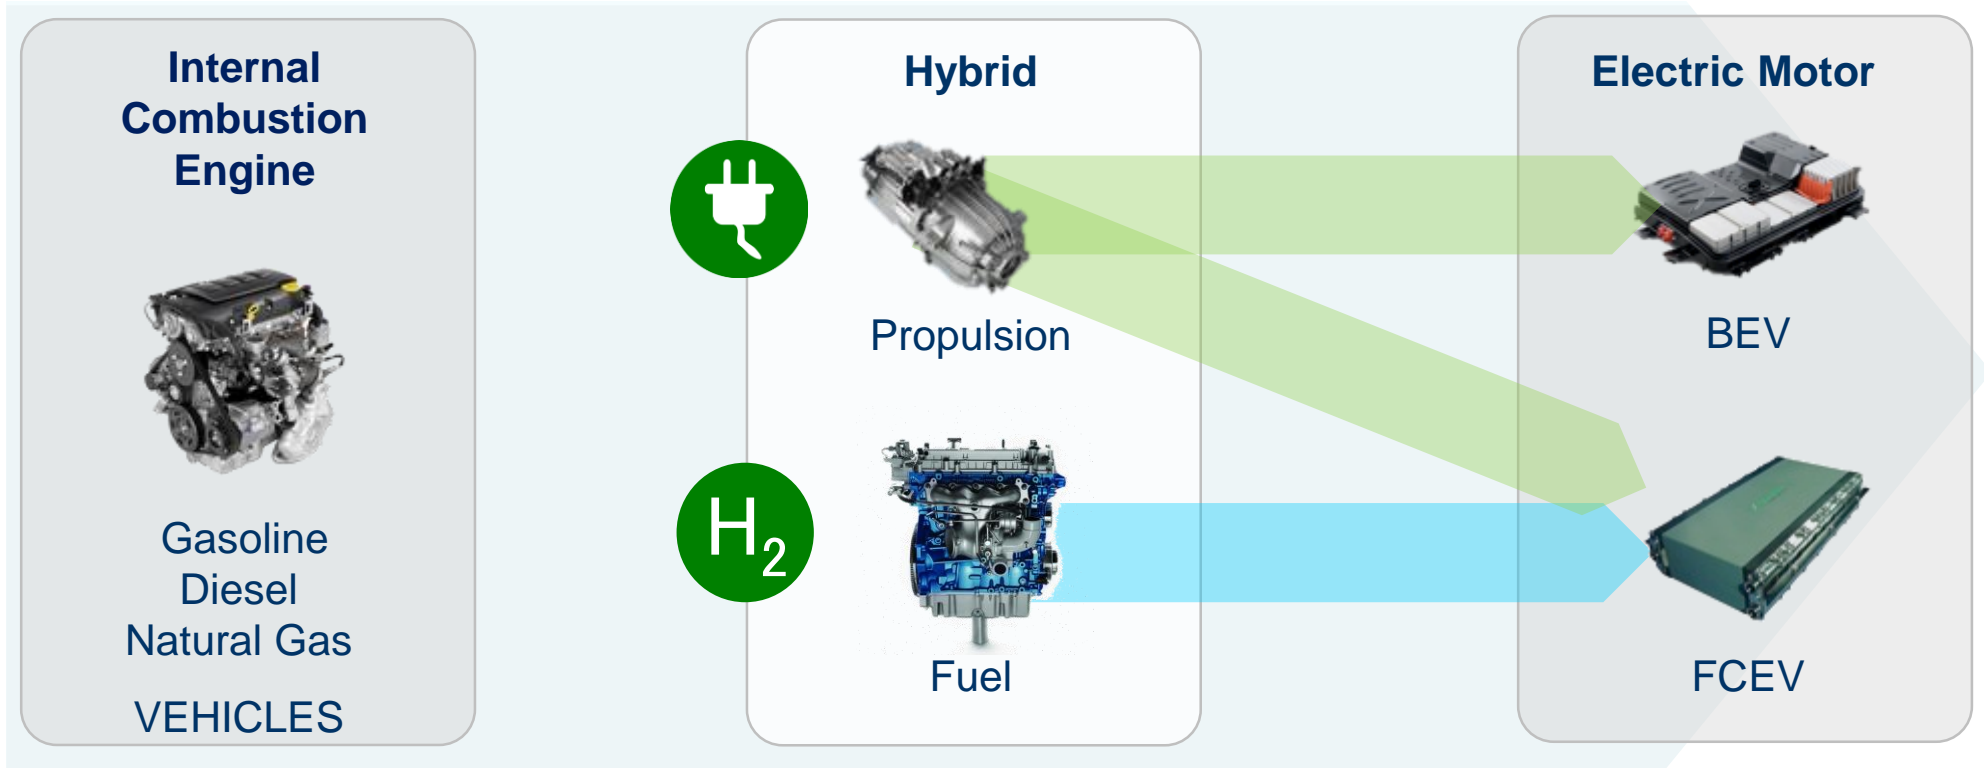 Internal
Combustion
Engine
Gasoline
Diesel
Natural Gas
VEHICLES
Hybrid
Propulsion
H₂
Fuel
Electric Motor
BEV
FCEV